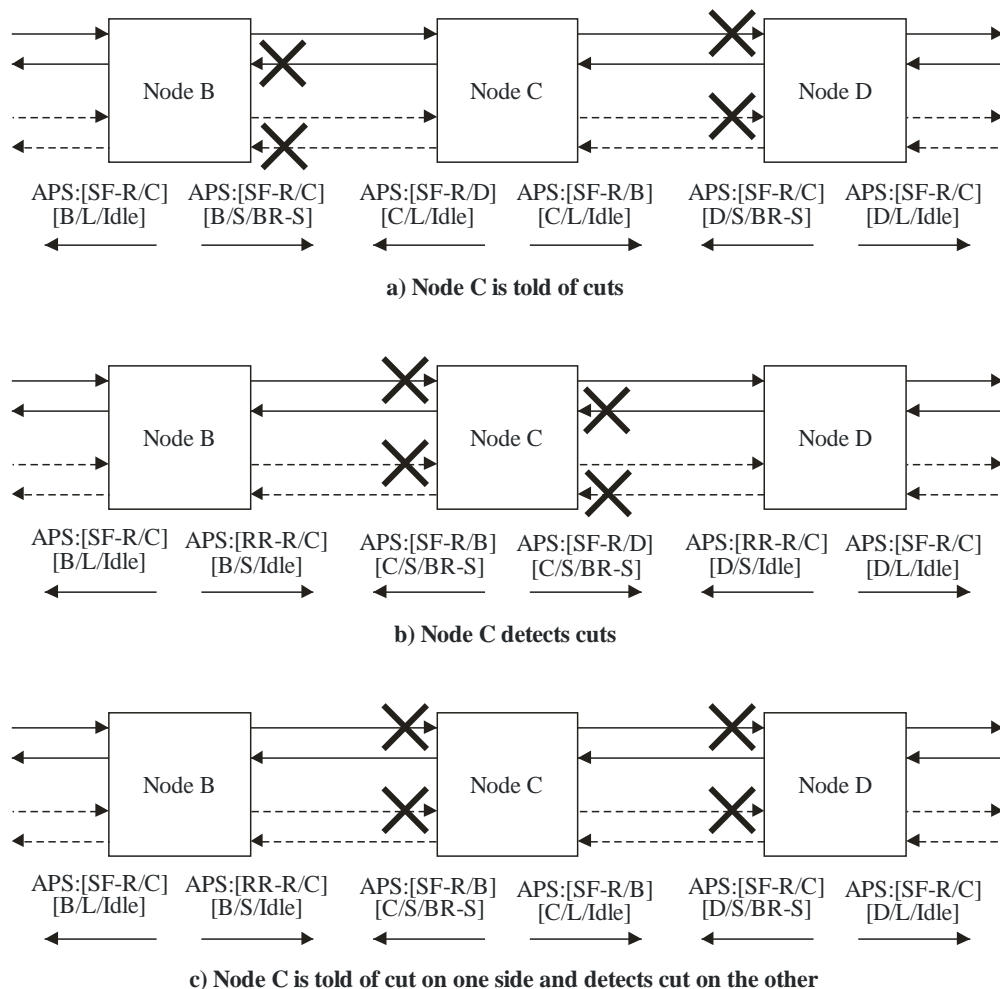 Node B Node C Node D
APS:[SF-R/C] APS:[SF-R/C] APS:[SF-R/D] APS:[SF-R/B] APS:[SF-R/C] APS:[SF-R/C]
[B/L/Idle] [B/S/BR-S] [C/L/Idle] [C/L/Idle] [D/S/BR-S] [D/L/Idle]
a) Node C is told of cuts
Node B Node C Node D
APS:[SF-R/C] APS:[RR-R/C] APS:[SF-R/B] APS:[SF-R/D] APS:[RR-R/C] APS:[SF-R/C]
[B/L/Idle] [B/S/Idle] [C/S/BR-S] [C/S/BR-S] [D/S/Idle] [D/L/Idle]
b) Node C detects cuts
Node B Node C Node D
APS:[SF-R/C] APS:[RR-R/C] APS:[SF-R/B] APS:[SF-R/B] APS:[SF-R/C] APS:[SF-R/C]
[B/L/Idle] [B/S/Idle] [C/S/BR-S] [C/L/Idle] [D/S/BR-S] [D/L/Idle]
c) Node C is told of cut on one side and detects cut on the other